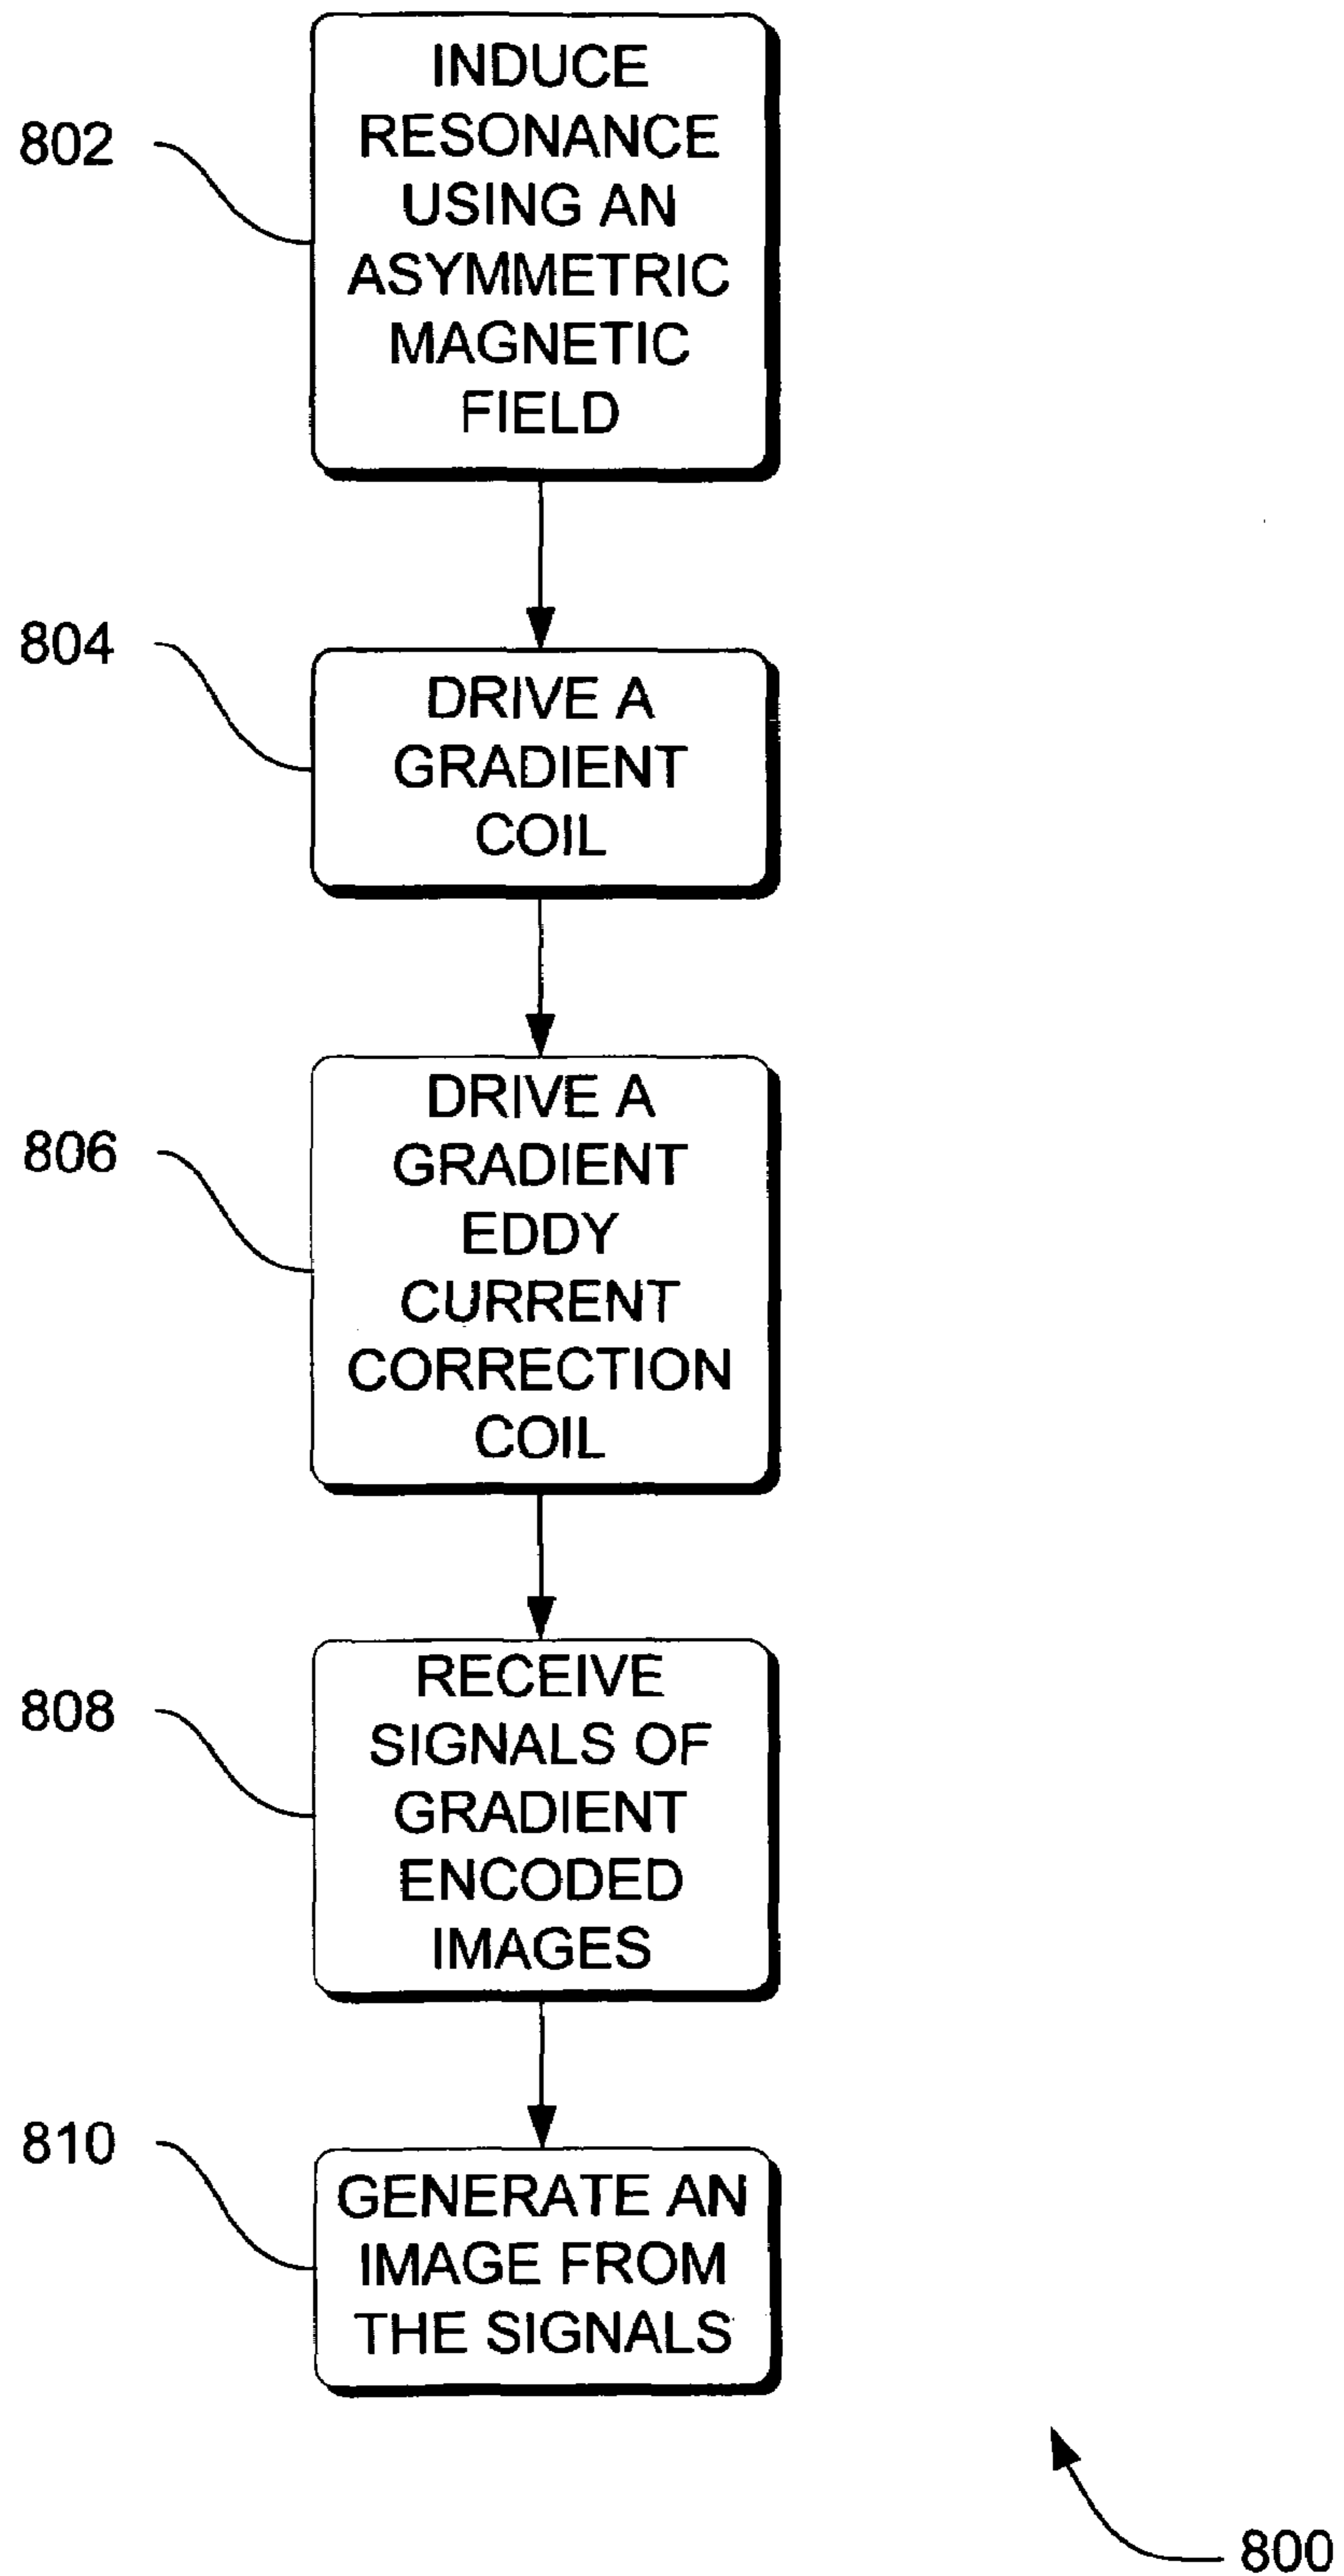 802
INDUCE
RESONANCE
USING AN
ASYMMETRIC
MAGNETIC
FIELD
804
DRIVE A
GRADIENT
COIL
806
DRIVE A
GRADIENT
EDDY
CURRENT
CORRECTION
COIL
808
RECEIVE
SIGNALS OF
GRADIENT
ENCODED
IMAGES
810
GENERATE AN
IMAGE FROM
THE SIGNALS
800